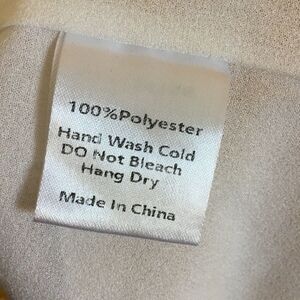 100%Polyester
Hand Wash Cold
DO Not Bleach
Hang Dry
Made In China